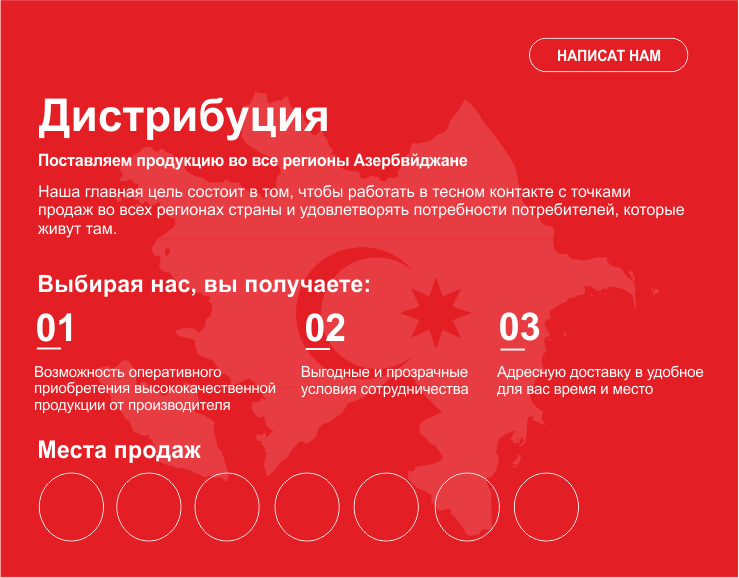 НАПИСАТ НАМ
Дистрибуция
Поставляем продукцию во все регионы Азербвйджане
Наша главная цель состоит в том, чтобы работать в тесном контакте с точками
продаж во всех регионах страны и удовлетворять потребности потребителей, которые
живут там.
Выбирая нас, вы получаете:
01
02
03
Возможность оперативного
приобретения высококачественной
продукции от производителя
Выгодные и прозрачные
условия сотрудничества
Адресную доставку в удобное
для вас время и место
Места продаж